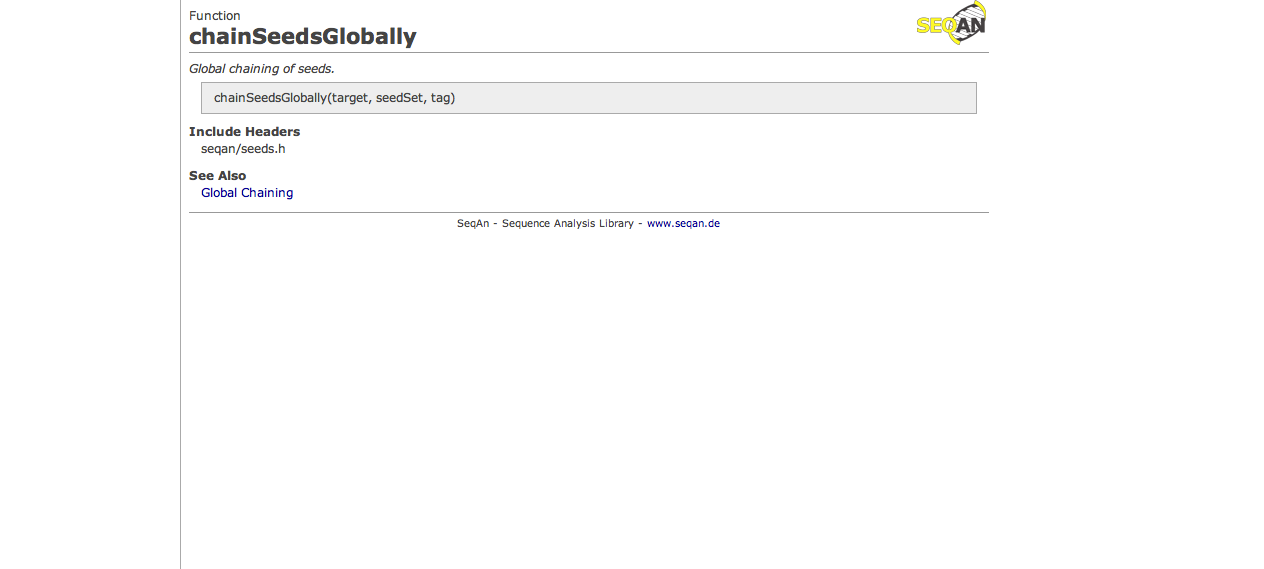 Function
chainSeedsGlobally
SEQAN
Global chaining of seeds.
chainSeedsGlobally(target, seedSet, tag)
Include Headers
seqan/seeds.h
See Also
Global Chaining
SeqAn - Sequence Analysis Library - www.seqan.de